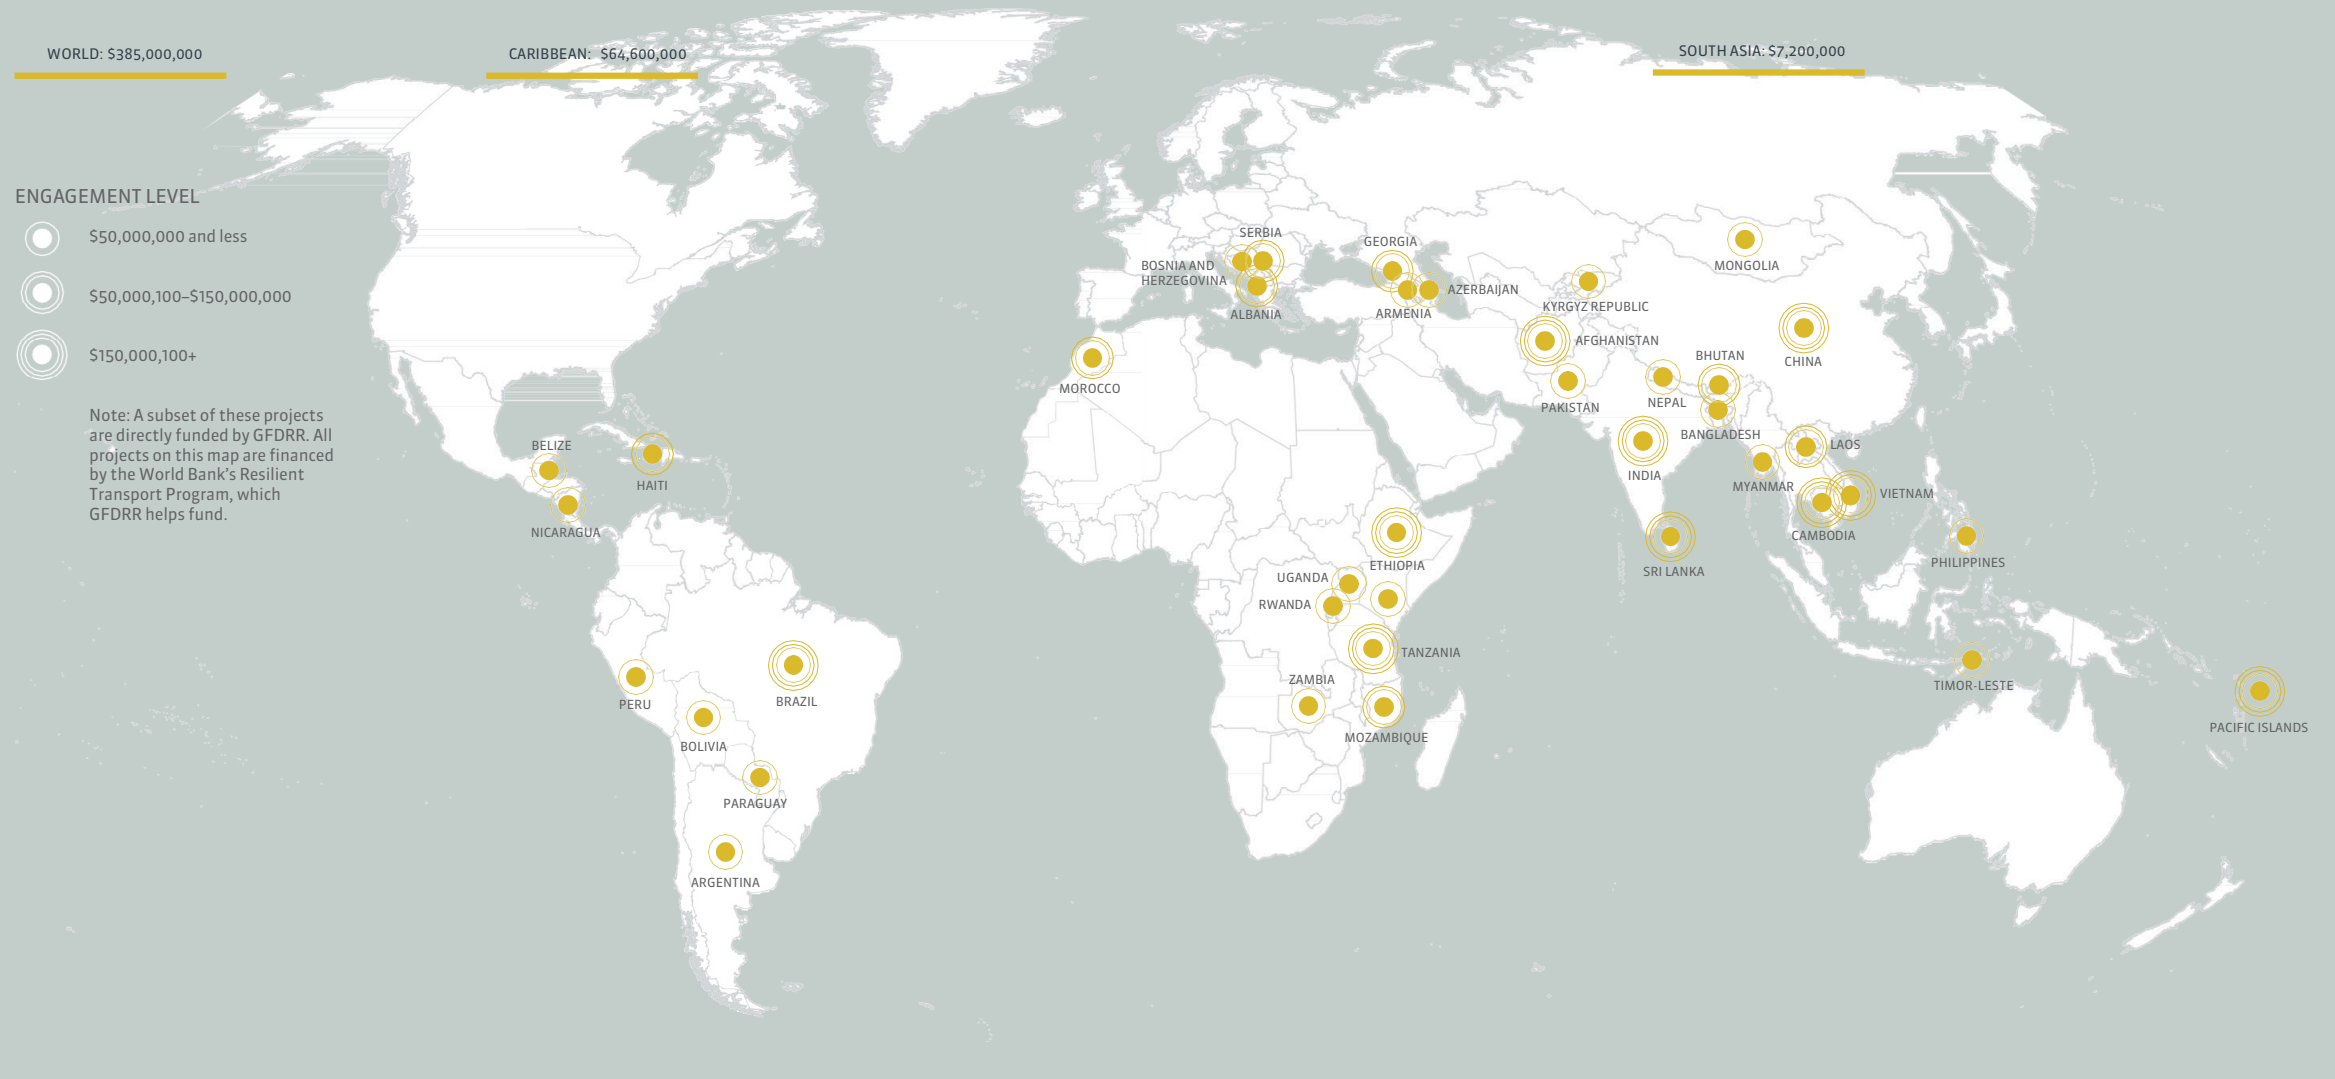 WORLD: $385,000,000
CARIBBEAN: $64,600,000
SOUTH ASIA: $7,200,000
ENGAGEMENT LEVEL
$50,000,000 and less
$50,000,100–$150,000,000
$150,000,100+
Note: A subset of these projects
are directly funded by GFDRR. All
projects on this map are financed
by the World Bank's Resilient
Transport Program, which
GFDRR helps fund.
BELIZE
HAITI
NICARAGUA
PERU
BRAZIL
BOLIVIA
PARAGUAY
ARGENTINA
SERBIA
BOSNIA AND
HERZEGOVINA
ALBANIA
GEORGIA
AZERBAIJAN
ARMENIA
MOROCCO
KYRGYZ REPUBLIC
MONGOLIA
AFGHANISTAN
CHINA
PAKISTAN
NEPAL
BHUTAN
BANGLADESH
INDIA
LAOS
MYANMAR
VIETNAM
CAMBODIA
SRI LANKA
PHILIPPINES
ETHIOPIA
UGANDA
RWANDA
TANZANIA
ZAMBIA
MOZAMBIQUE
TIMOR-LESTE
PACIFIC ISLANDS